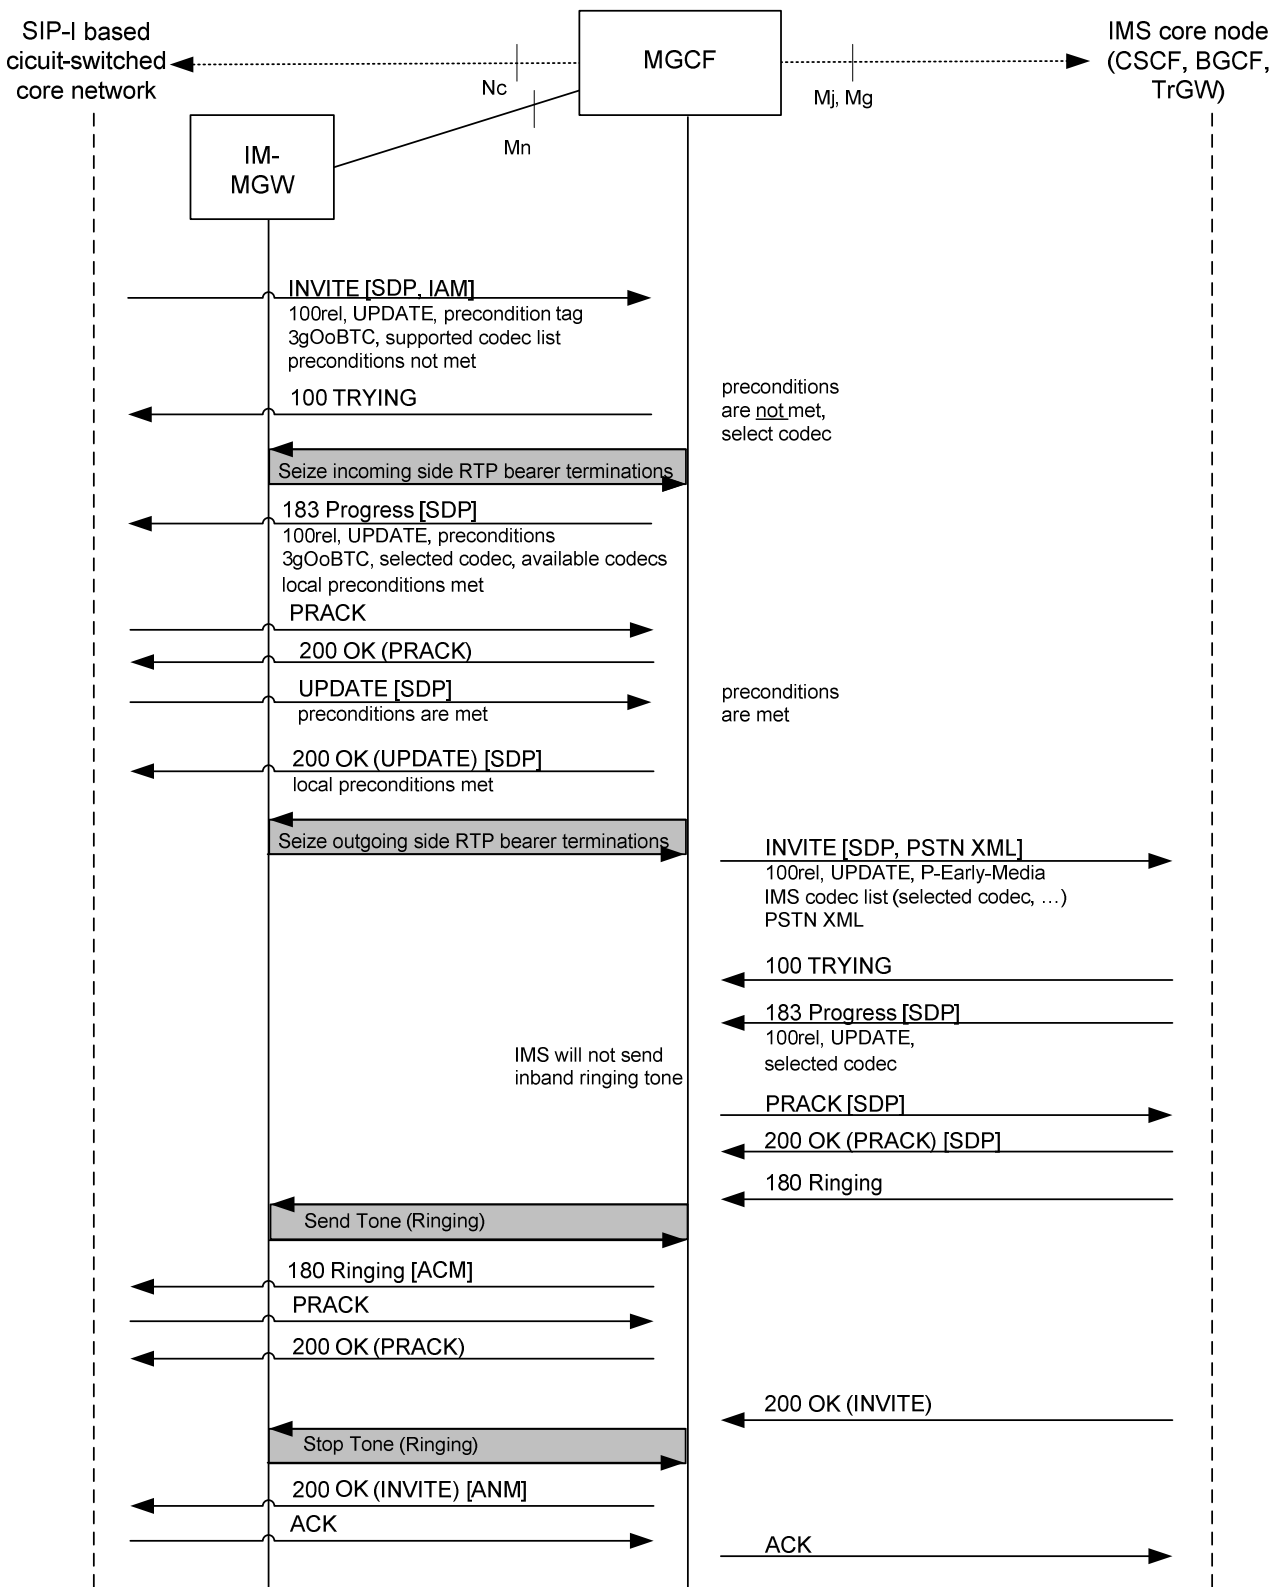 SIP-I based
cicuit-switched
core network
MGCF
IMS core node
(CSCF, BGCF,
TrGW)
Nc
Mj, Mg
Mn
IM-
MGW
INVITE [SDP, IAM]
100rel, UPDATE, precondition tag
3gOoBTC, supported codec list
preconditions not met
100 TRYING
preconditions
are not met,
select codec
Seize incoming side RTP bearer terminations
183 Progress [SDP]
100rel, UPDATE, preconditions
3gOoBTC, selected codec, available codecs
local preconditions met
PRACK
200 OK (PRACK)
UPDATE [SDP]
preconditions are met
preconditions
are met
200 OK (UPDATE) [SDP]
local preconditions met
Seize outgoing side RTP bearer terminations
INVITE [SDP, PSTN XML]
100rel, UPDATE, P-Early-Media
IMS codec list (selected codec, …)
PSTN XML
100 TRYING
183 Progress [SDP]
100rel, UPDATE,
selected codec
IMS will not send
inband ringing tone
PRACK [SDP]
200 OK (PRACK) [SDP]
180 Ringing
Send Tone (Ringing)
180 Ringing [ACM]
PRACK
200 OK (PRACK)
200 OK (INVITE)
Stop Tone (Ringing)
200 OK (INVITE) [ANM]
ACK
ACK